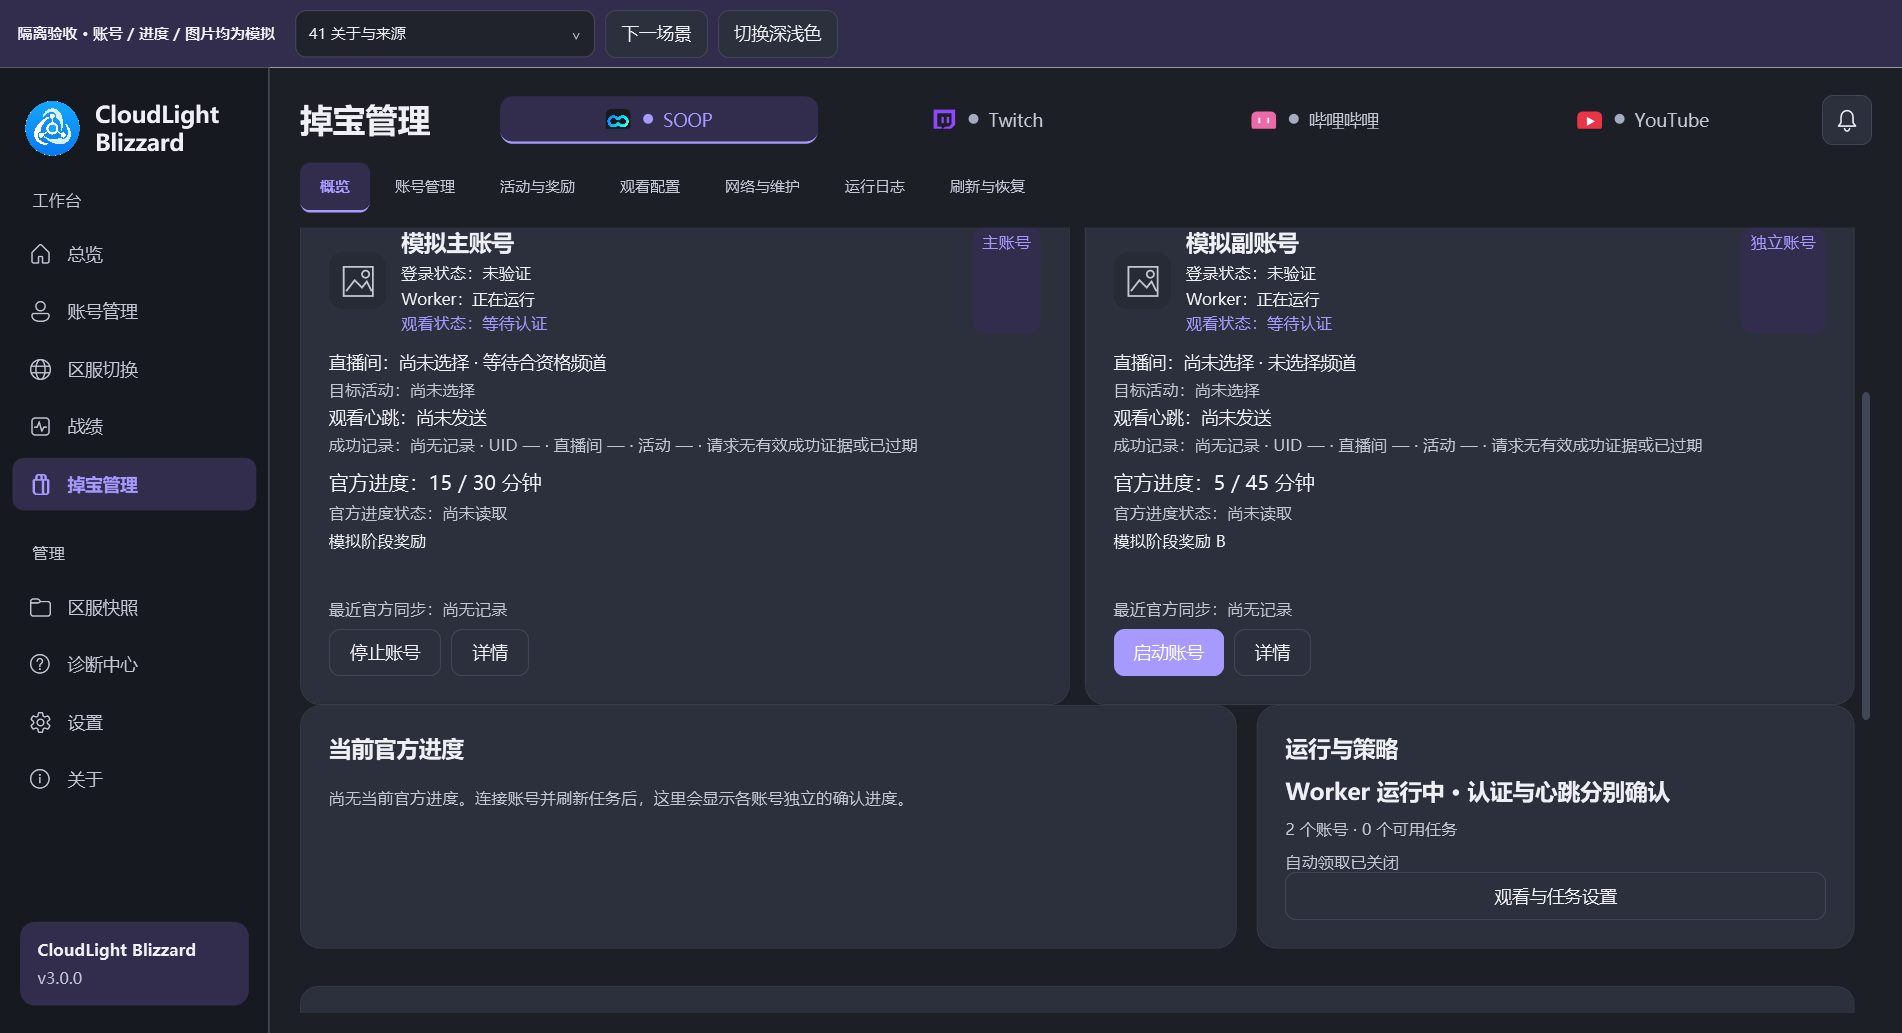 隔离验收 • 账号 / 进度 / 图片均为模拟
41 关于与来源
下一场景
切换深浅色
CloudLight
Blizzard
工作台
总览
账号管理
区服切换
战绩
掉宝管理
管理
区服快照
诊断中心
设置
关于
CloudLight Blizzard
v3.0.0
掉宝管理
SOOP
Twitch
哔哩哔哩
YouTube
概览
账号管理
活动与奖励
观看配置
网络与维护
运行日志
刷新与恢复
模拟主账号
主账号
登录状态：未验证
Worker：正在运行
观看状态：等待认证
直播间：尚未选择 · 等待合资格频道
目标活动：尚未选择
观看心跳：尚未发送
成功记录：尚无记录 · UID — · 直播间 — · 活动 — · 请求无有效成功证据或已过期
官方进度：15 / 30 分钟
官方进度状态：尚未读取
模拟阶段奖励
最近官方同步：尚无记录
停止账号
详情
模拟副账号
独立账号
登录状态：未验证
Worker：正在运行
观看状态：等待认证
直播间：尚未选择 · 未选择频道
目标活动：尚未选择
观看心跳：尚未发送
成功记录：尚无记录 · UID — · 直播间 — · 活动 — · 请求无有效成功证据或已过期
官方进度：5 / 45 分钟
官方进度状态：尚未读取
模拟阶段奖励 B
最近官方同步：尚无记录
启动账号
详情
当前官方进度
尚无当前官方进度。连接账号并刷新任务后，这里会显示各账号独立的确认进度。
运行与策略
Worker 运行中 • 认证与心跳分别确认
2 个账号 · 0 个可用任务
自动领取已关闭
观看与任务设置